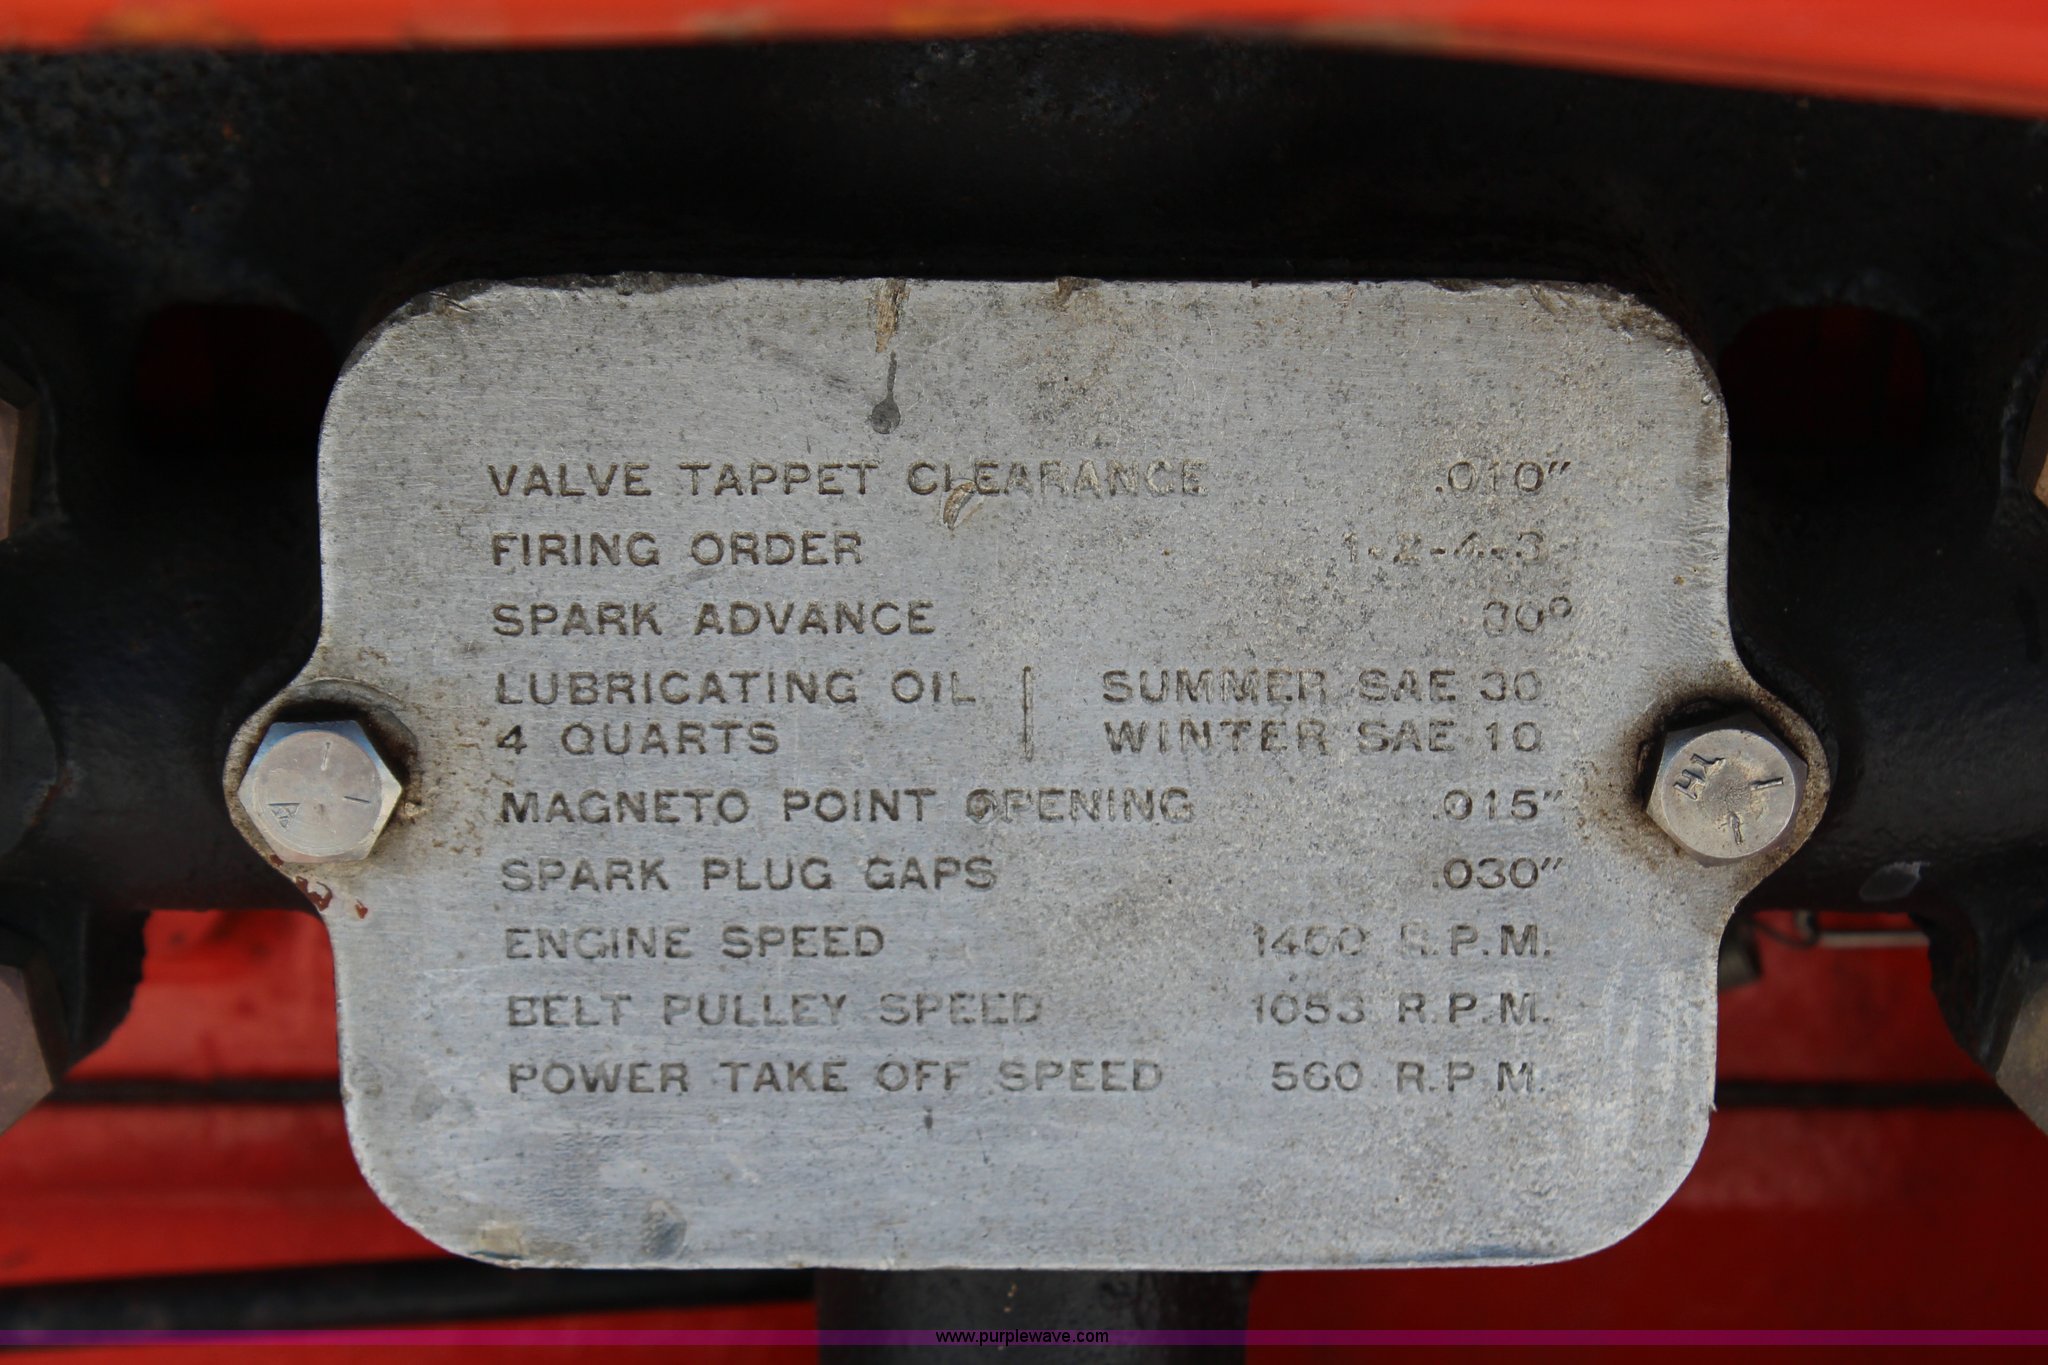 VALVE TAPPET CLEARANCE .010"
FIRING ORDER 1-2-4-3
SPARK ADVANCE 30°
LUBRICATING OIL | SUMMER SAE 30
4 QUARTS | WINTER SAE 10
MAGNETO POINT OPENING .015"
SPARK PLUG GAPS .030"
ENGINE SPEED 1450 R.P.M.
BELT PULLEY SPEED 1053 R.P.M.
POWER TAKE OFF SPEED 560 R.P.M.
www.purplewave.com